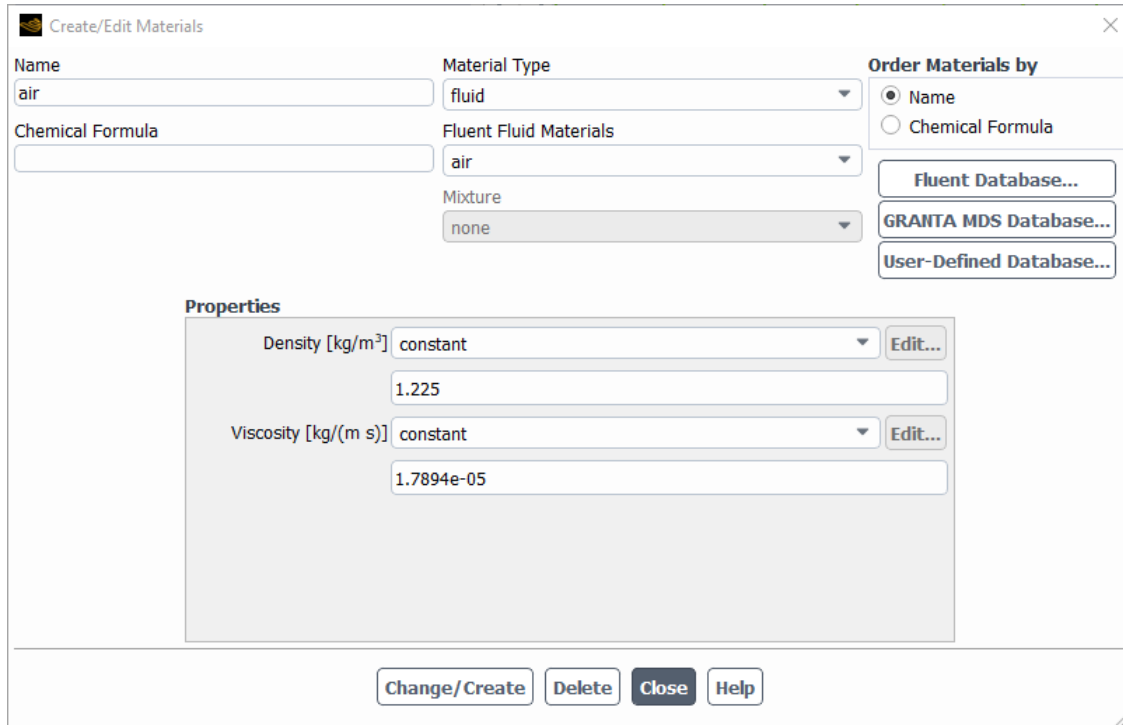 Create/Edit Materials
Name
air
Chemical Formula
Material Type
fluid
Fluent Fluid Materials
air
Mixture
none
Order Materials by
Name
Chemical Formula
Fluent Database...
GRANTA MDS Database...
User-Defined Database...
Properties
Density [kg/m³] constant Edit...
1.225
Viscosity [kg/(m s)] constant Edit...
1.7894e-05
Change/Create Delete Close Help